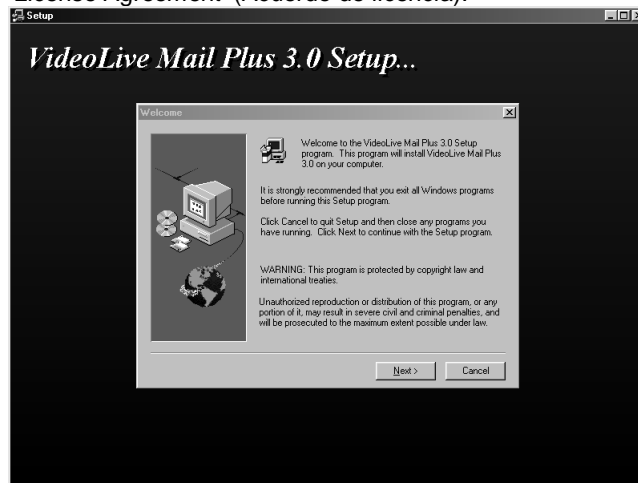 "License Agreement" (Acuerdo de licencia).
Setup
VideoLive Mail Plus 3.0 Setup...
Welcome
Welcome to the VideoLive Mail Plus 3.0 Setup
program. This program will install VideoLive Mail Plus
3.0 on your computer.
It is strongly recommended that you exit all Windows programs
before running this Setup program.
Click Cancel to quit Setup and then close any programs you
have running. Click Next to continue with the Setup program.
WARNING: This program is protected by copyright law and
international treaties.
Unauthorized reproduction or distribution of this program, or any
portion of it, may result in severe civil and criminal penalties, and
will be prosecuted to the maximum extent possible under law.
Next >
Cancel